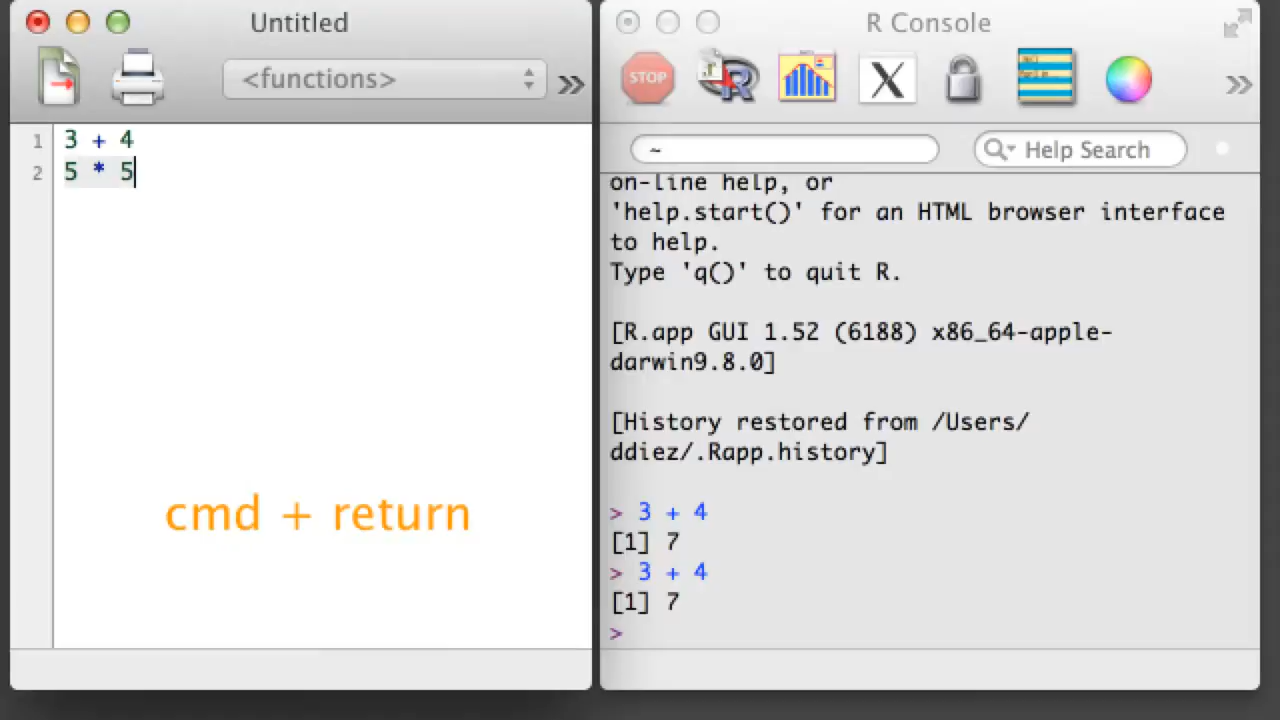 Untitled
<functions>
1 3 + 4
2 5 * 5
cmd + return
R Console
STOP
R
X
~
Help Search
on-line help, or
'help.start()' for an HTML browser interface
to help.
Type 'q()' to quit R.
[R.app GUI 1.52 (6188) x86_64-apple-
darwin9.8.0]
[History restored from /Users/
ddiez/.Rapp.history]
> 3 + 4
[1] 7
> 3 + 4
[1] 7
>